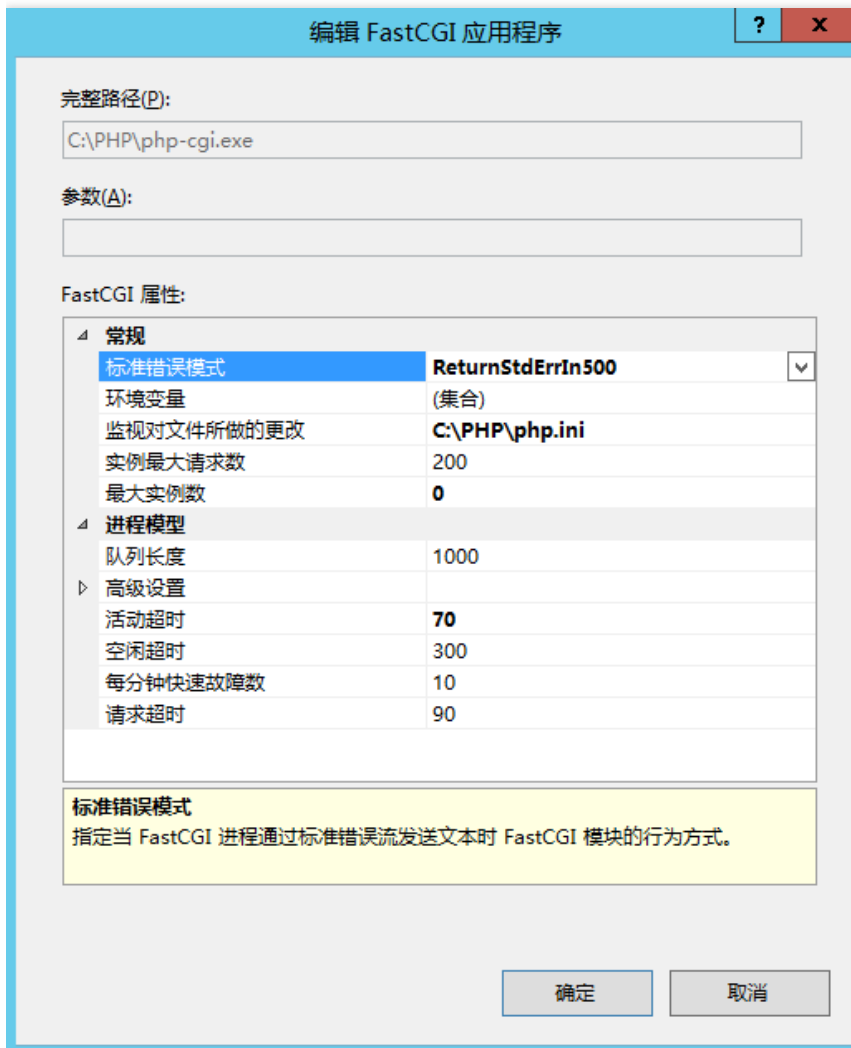 编辑 FastCGI 应用程序
?
x
完整路径(P):
C:\PHP\php-cgi.exe
参数(A):
FastCGI 属性:
常规
标准错误模式 ReturnStdErrIn500
环境变量 (集合)
监视对文件所做的更改 C:\PHP\php.ini
实例最大请求数 200
最大实例数 0
进程模型
队列长度 1000
高级设置
活动超时 70
空闲超时 300
每分钟快速故障数 10
请求超时 90
标准错误模式
指定当 FastCGI 进程通过标准错误流发送文本时 FastCGI 模块的行为方式。
确定 取消